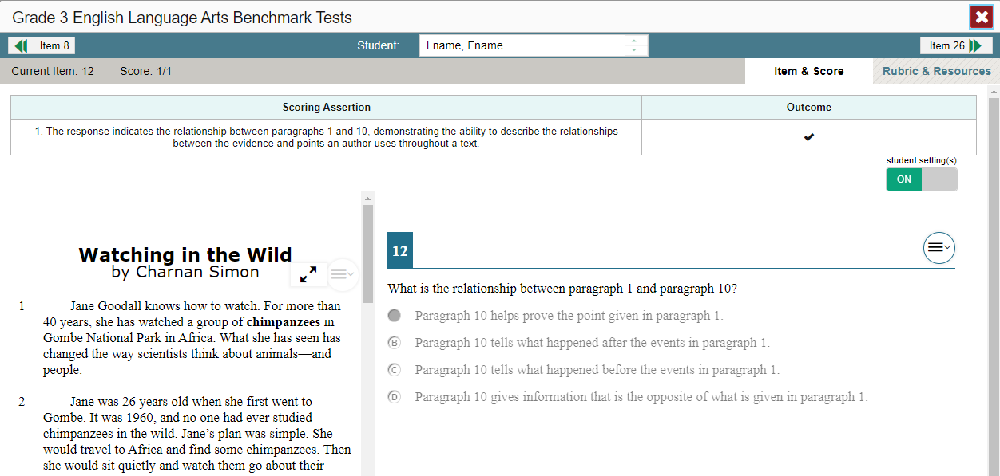 Grade 3 English Language Arts Benchmark Tests
Item 8
Student:
Lname, Fname
Item 26
Current Item: 12
Score: 1/1
Item & Score
Rubric & Resources
Scoring Assertion
Outcome
1. The response indicates the relationship between paragraphs 1 and 10, demonstrating the ability to describe the relationships
between the evidence and points an author uses throughout a text.
student setting(s)
ON
Watching in the Wild
by Charnan Simon
1 Jane Goodall knows how to watch. For more than
40 years, she has watched a group of chimpanzees in
Gombe National Park in Africa. What she has seen has
changed the way scientists think about animals—and
people.
2 Jane was 26 years old when she first went to
Gombe. It was 1960, and no one had ever studied
chimpanzees in the wild. Jane’s plan was simple. She
would travel to Africa and find some chimpanzees. Then
she would sit quietly and watch them go about their
12
What is the relationship between paragraph 1 and paragraph 10?
Paragraph 10 helps prove the point given in paragraph 1.
B Paragraph 10 tells what happened after the events in paragraph 1.
C Paragraph 10 tells what happened before the events in paragraph 1.
D Paragraph 10 gives information that is the opposite of what is given in paragraph 1.